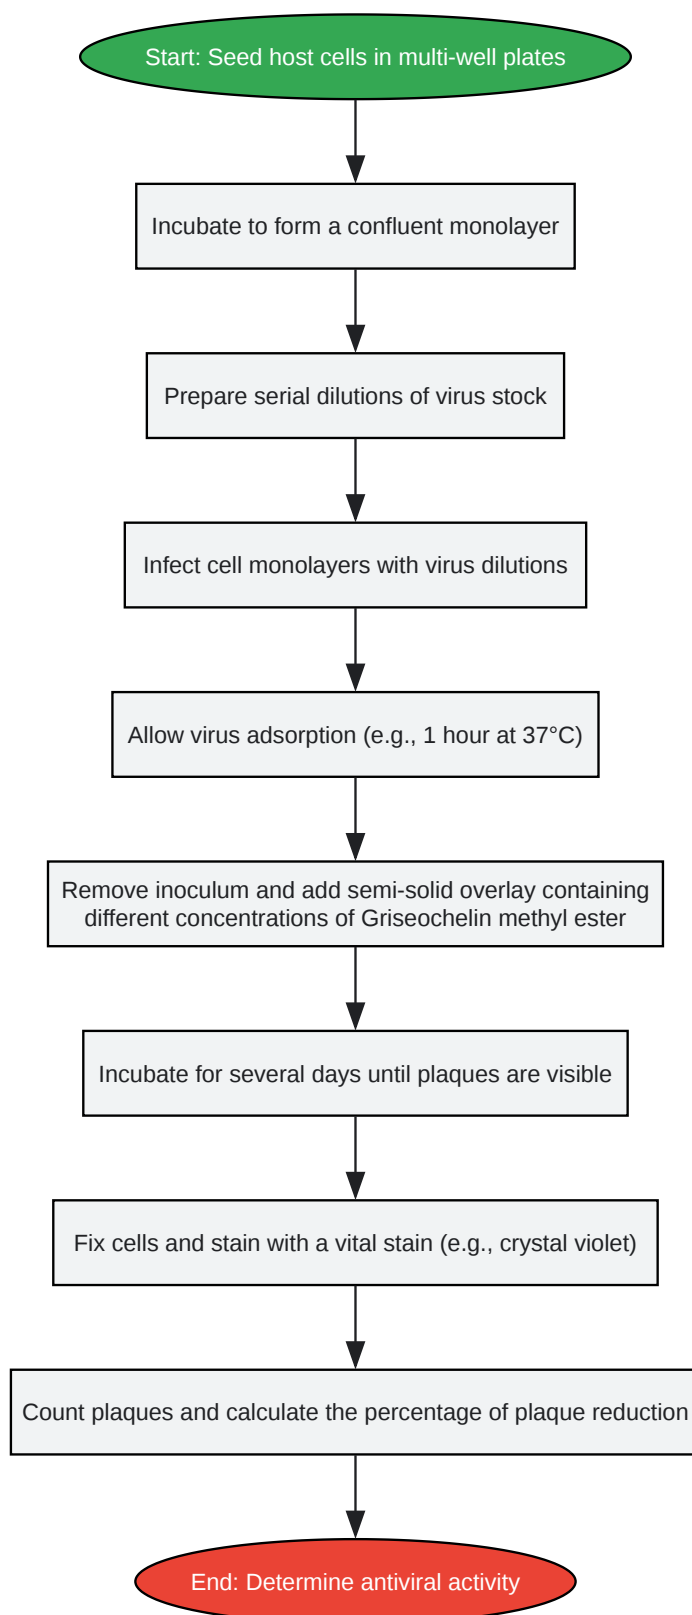 Start: Seed host cells in multi-well plates
Incubate to form a confluent monolayer
Prepare serial dilutions of virus stock
Infect cell monolayers with virus dilutions
Allow virus adsorption (e.g., 1 hour at 37°C)
Remove inoculum and add semi-solid overlay containing
different concentrations of Griseochelin methyl ester
Incubate for several days until plaques are visible
Fix cells and stain with a vital stain (e.g., crystal violet)
Count plaques and calculate the percentage of plaque reduction
End: Determine antiviral activity